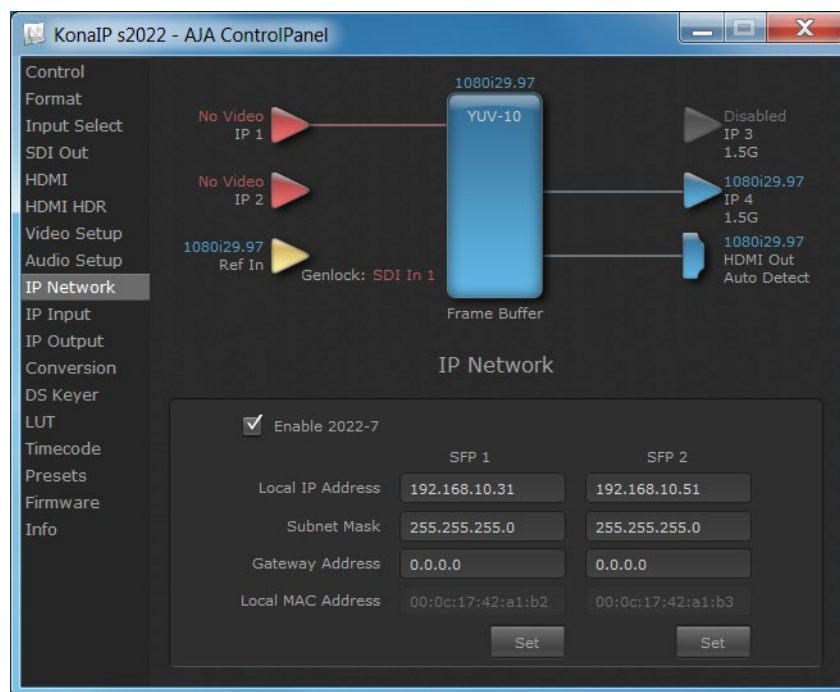 KonaIP s2022 - AJA ControlPanel
Control
Format
Input Select
SDI Out
HDMI
HDMI HDR
Video Setup
Audio Setup
IP Network
IP Input
IP Output
Conversion
DS Keyer
LUT
Timecode
Presets
Firmware
Info
1080i29.97
YUV-10
No Video
IP 1
No Video
IP 2
1080i29.97
Ref In
Genlock: SDI In 1
Frame Buffer
Disabled
IP 3
1.5G
1080i29.97
IP 4
1.5G
1080i29.97
HDMI Out
Auto Detect
IP Network
Enable 2022-7
SFP 1 SFP 2
Local IP Address 192.168.10.31 192.168.10.51
Subnet Mask 255.255.255.0 255.255.255.0
Gateway Address 0.0.0.0 0.0.0.0
Local MAC Address 00:0c:17:42:a1:b2 00:0c:17:42:a1:b3
Set Set